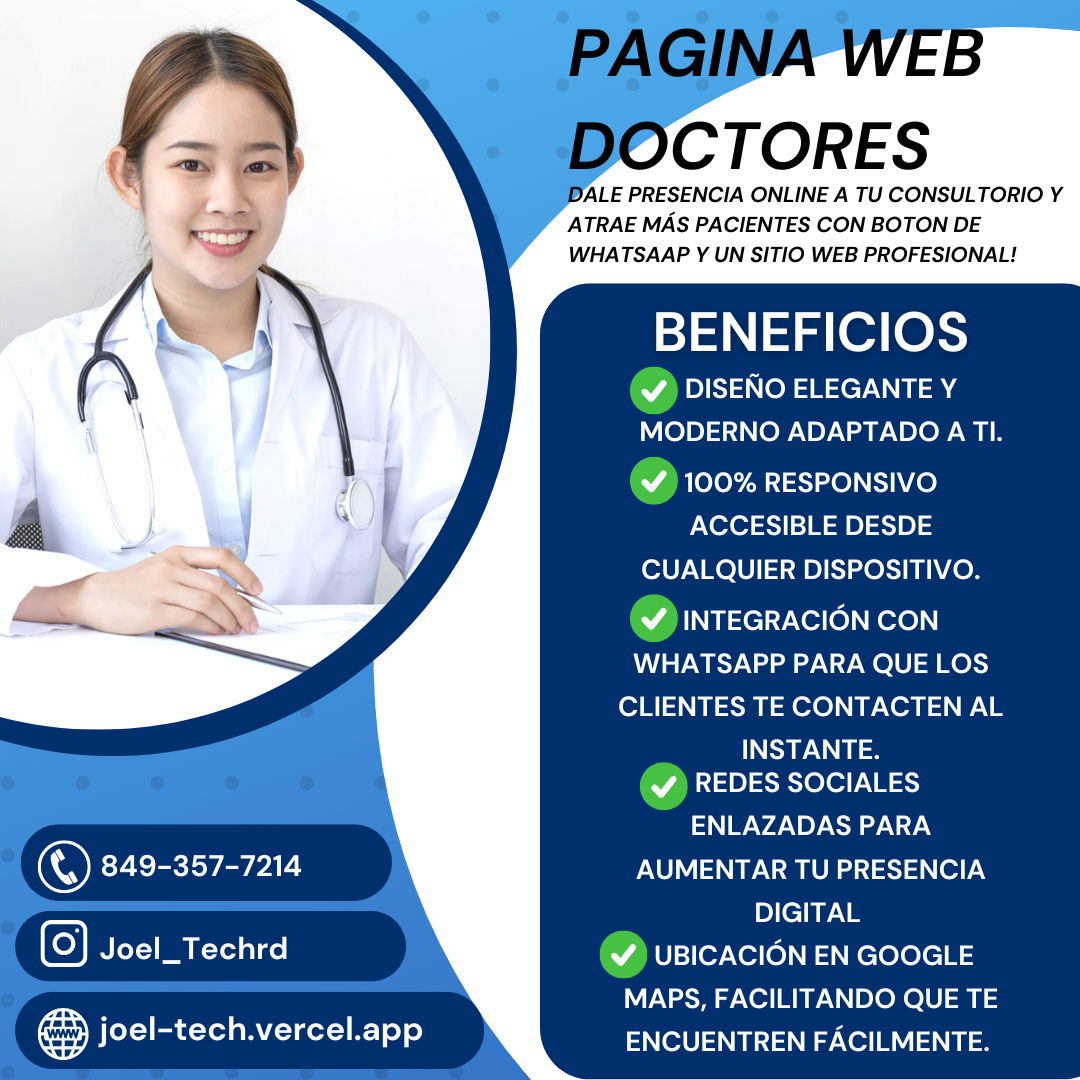 PAGINA WEB
DOCTORES
DALE PRESENCIA ONLINE A TU CONSULTORIO Y
ATRAE MÁS PACIENTES CON BOTON DE
WHATSAAP Y UN SITIO WEB PROFESIONAL!
BENEFICIOS
DISEÑO ELEGANTE Y
MODERNO ADAPTADO A TI.
100% RESPONSIVO
ACCESIBLE DESDE
CUALQUIER DISPOSITIVO.
INTEGRACIÓN CON
WHATSAPP PARA QUE LOS
CLIENTES TE CONTACTEN AL
INSTANTE.
REDES SOCIALES
ENLAZADAS PARA
AUMENTAR TU PRESENCIA
DIGITAL
UBICACIÓN EN GOOGLE
MAPS, FACILITANDO QUE TE
ENCUENTREN FÁCILMENTE.
849-357-7214
Joel_Techrd
www
joel-tech.vercel.app